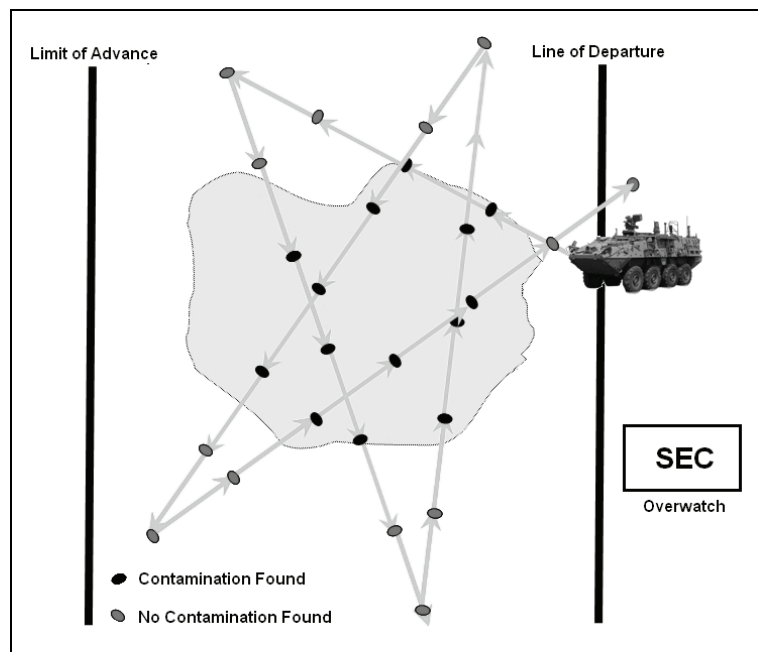 Limit of Advance
Line of Departure
SEC
Overwatch
Contamination Found
No Contamination Found